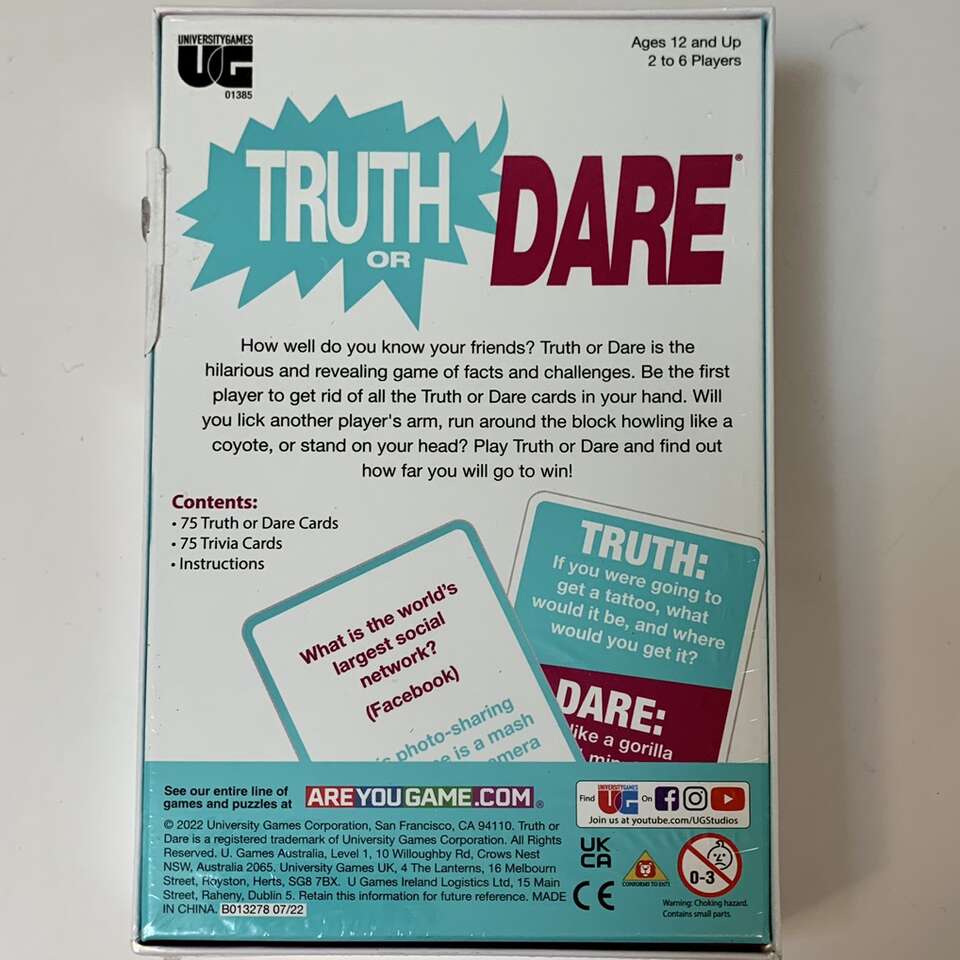 UNIVERSITY GAMES
UG
01385
Ages 12 and Up
2 to 6 Players
TRUTH
OR
DARE®
How well do you know your friends? Truth or Dare is the
hilarious and revealing game of facts and challenges. Be the first
player to get rid of all the Truth or Dare cards in your hand. Will
you lick another player's arm, run around the block howling like a
coyote, or stand on your head? Play Truth or Dare and find out
how far you will go to win!
Contents:
• 75 Truth or Dare Cards
• 75 Trivia Cards
• Instructions
What is the world's
largest social
network?
(Facebook)
photo-sharing
is a mash
TRUTH:
If you were going to
get a tattoo, what
would it be, and where
would you get it?
DARE:
like a gorilla
See our entire line of
games and puzzles at
AREYOUGAME.COM®
Find UNIVERSITY GAMES UG On
Join us at youtube.com/UGStudios
© 2022 University Games Corporation, San Francisco, CA 94110. Truth or
Dare is a registered trademark of University Games Corporation. All Rights
Reserved. U. Games Australia, Level 1, 10 Willoughby Rd, Crows Nest
NSW, Australia 2065. University Games UK, 4 The Lanterns, 16 Melbourn
Street, Royston, Herts, SG8 7BX. U Games Ireland Logistics Ltd, 15 Main
Street, Raheny, Dublin 5. Retain this information for future reference. MADE
IN CHINA. B013278 07/22
UK
CA
CE
0-3
Warning: Choking hazard.
Contains small parts.